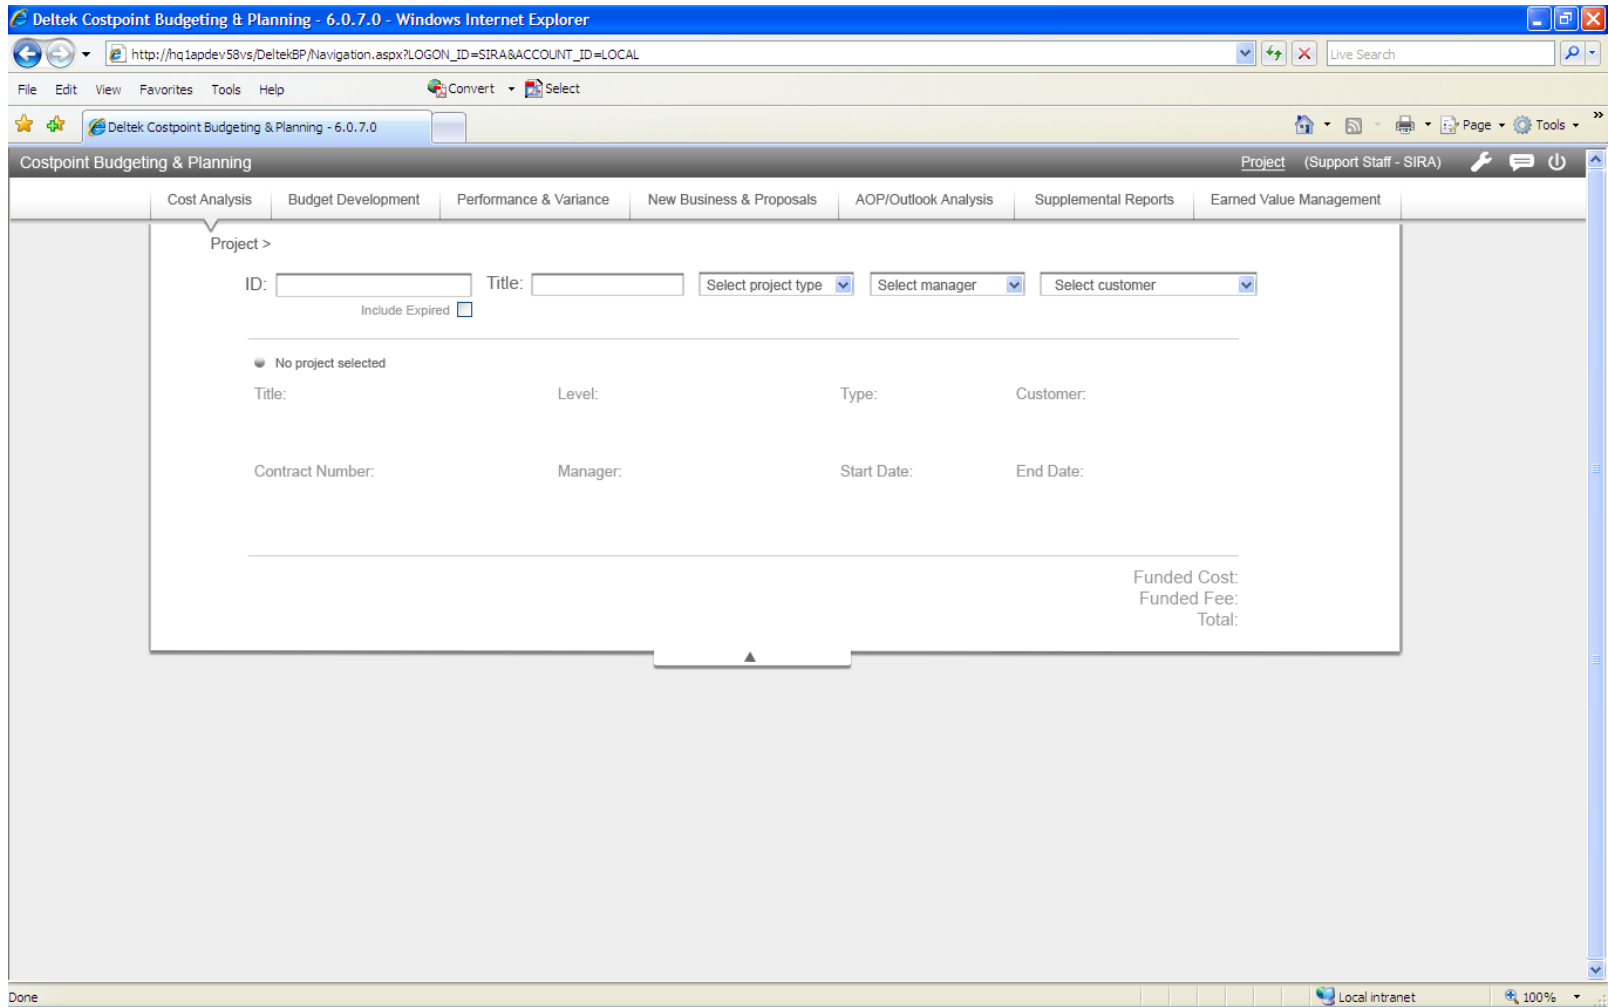 Deltek Costpoint Budgeting & Planning - 6.0.7.0 - Windows Internet Explorer
http://hq1apdev58vs/DeltekBP/Navigation.aspx?LOGON_ID=SIRA&ACCOUNT_ID=LOCAL Live Search
File Edit View Favorites Tools Help Convert Select
Deltek Costpoint Budgeting & Planning - 6.0.7.0 Page Tools »
Costpoint Budgeting & Planning Project (Support Staff - SIRA)
Cost Analysis Budget Development Performance & Variance New Business & Proposals AOP/Outlook Analysis Supplemental Reports Earned Value Management
Project >
ID: Title: Select project type Select manager Select customer
Include Expired
No project selected
Title: Level: Type: Customer:
Contract Number: Manager: Start Date: End Date:
Funded Cost:
Funded Fee:
Total:
Done Local intranet 100%